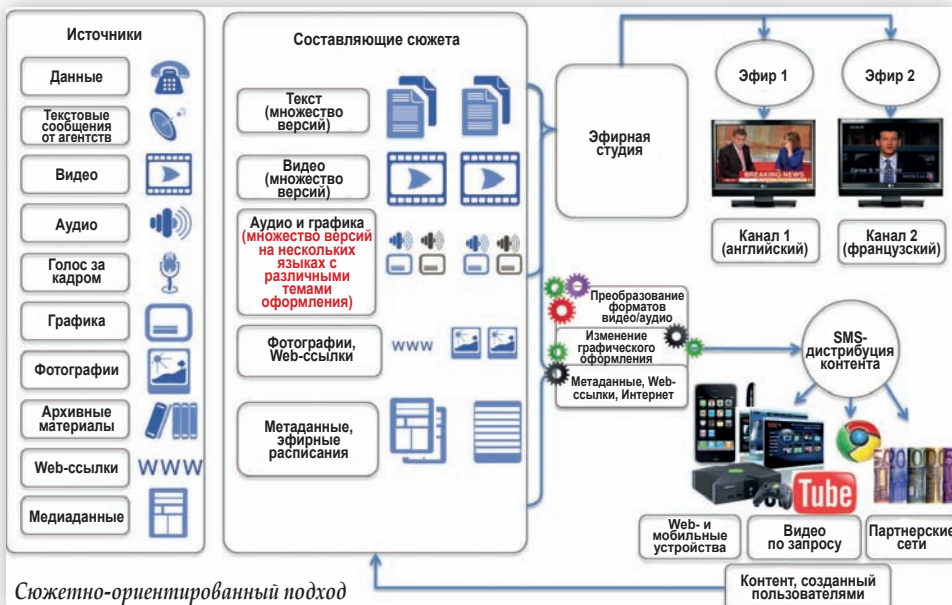 Источники
Данные
Текстовые
сообщения
от агентств
Видео
Аудио
Голос за
кадром
Графика
Фотографии
Архивные
материалы
Web-ссылки
www
Медиаданные
Составляющие сюжета
Текст
(множество
версий)
Видео
(множество
версий)
Аудио и графика
(множество версий
на нескольких
языках с
различными
темами
оформления)
Фотографии,
Web-ссылки
www
Метаданные,
эфирные
расписания
Эфирная
студия
Эфир 1
Эфир 2
BREAKING NEWS
Канал 1
(английский)
Канал 2
(французский)
Преобразование
форматов
видео/аудио
Изменение
графического
оформления
Метаданные, Web-
ссылки, Интернет
SMS-
дистрибуция
контента
Tube
Web- и
мобильные
устройства
Видео
по запросу
Партнерские
сети
Контент, созданный
пользователями
Сюжетно-ориентированный подход